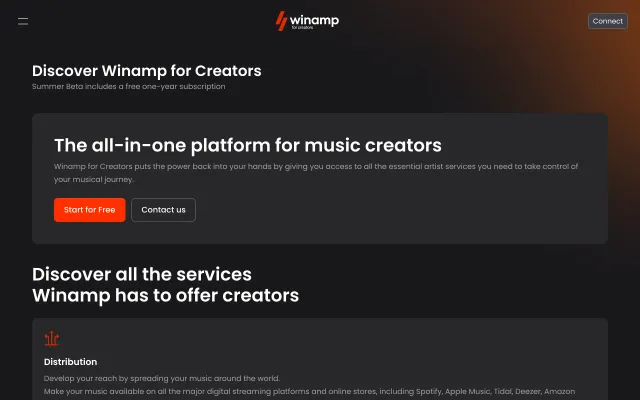 winamp
for creators
Connect
Discover Winamp for Creators
Summer Beta includes a free one-year subscription
The all-in-one platform for music creators
Winamp for Creators puts the power back into your hands by giving you access to all the essential artist services you need to take control of
your musical journey.
Start for Free
Contact us
Discover all the services
Winamp has to offer creators
Distribution
Develop your reach by spreading your music around the world.
Make your music available on all the major digital streaming platforms and online stores, including Spotify, Apple Music, Tidal, Deezer, Amazon